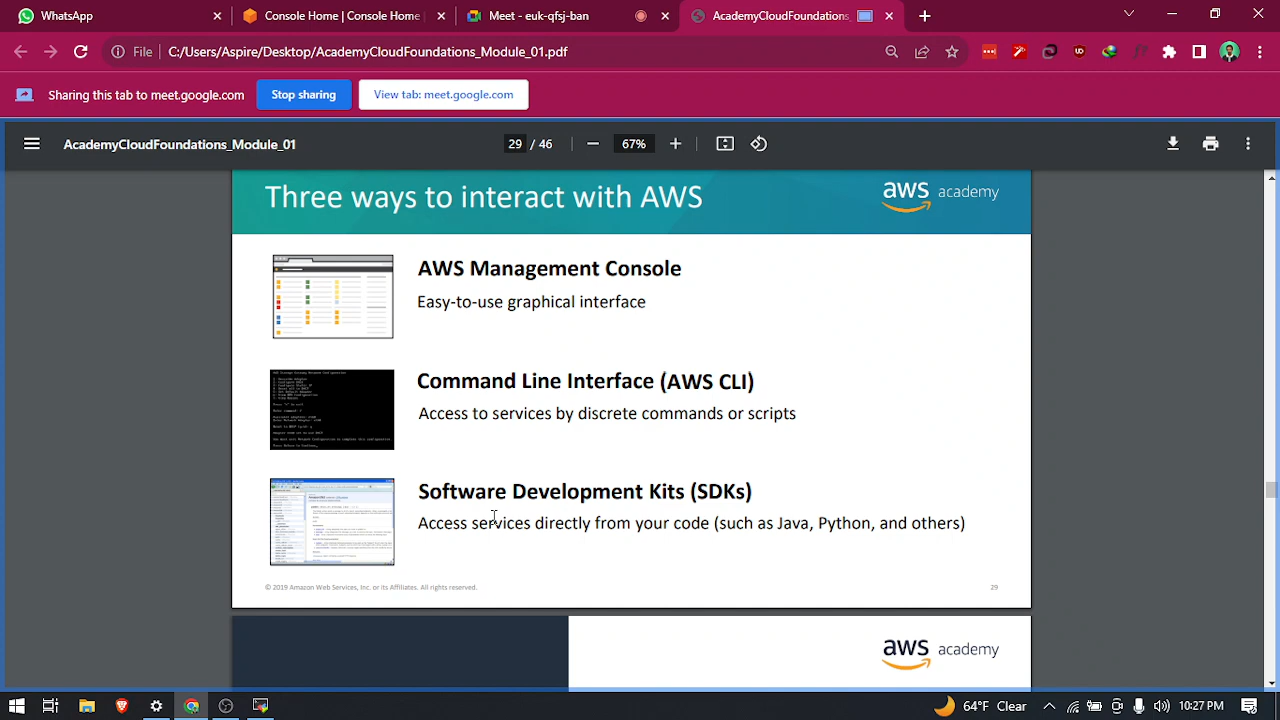 WhatsApp
Course: Cloud Foundations Home
Meet - eik-qfsj-ban
AcademyCloudFoundations
File C:/Users/Aspire/Desktop/AcademyCloudFoundations_Module_01.pdf
Sharing this tab to meet.google.com Stop sharing View tab: meet.google.com
AcademyCloudFoundations_Module_01 29 / 46 67%
Three ways to interact with AWS aws academy
AWS Management Console
Easy-to-use graphical interface
Command Line Interface (AWS CLI)
Access to services by discrete commands or scripts
Software Development Kits (SDKs)
Access services directly from your code (such as Java, Python, and others)
© 2019 Amazon Web Services, Inc. or its Affiliates. All rights reserved. 29
aws academy
64°F Clear 10:27 PM